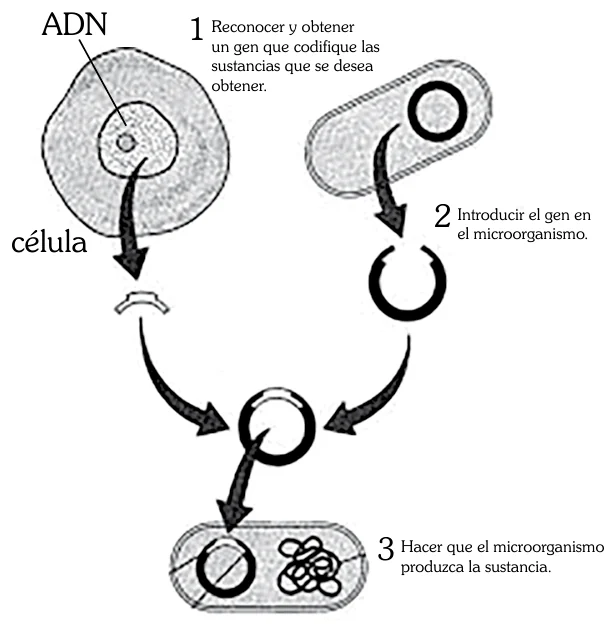 ADN
1 Reconocer y obtener
un gen que codifique las
sustancias que se desea
obtener.
célula
2 Introducir el gen en
el microorganismo.
3 Hacer que el microorganismo
produzca la sustancia.